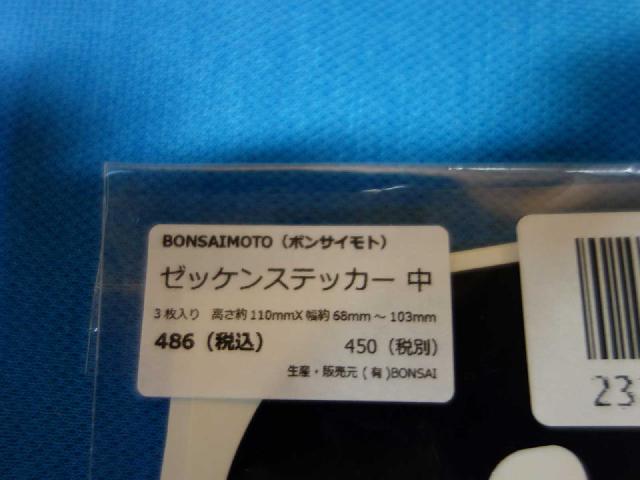 BONSAIMOTO（ボンサイモト）
ゼッケンステッカー 中
3枚入り 高さ約110mmX幅約68mm～103mm
486（税込） 450（税別）
生産・販売元 (有)BONSAI
23